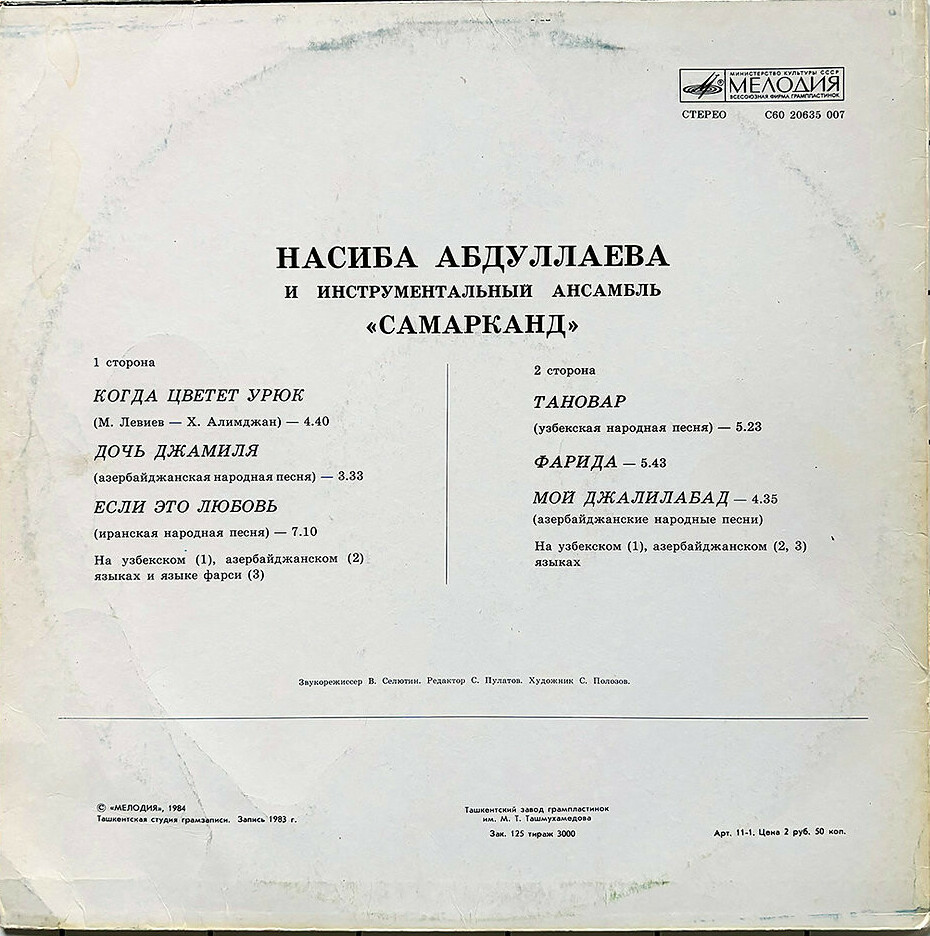 МИНИСТЕРСТВО КУЛЬТУРЫ СССР
МЕЛОДИЯ
ВСЕСОЮЗНАЯ ФИРМА ГРАМПЛАСТИНОК
СТЕРЕО С60 20635 007
НАСИБА АБДУЛЛАЕВА
И ИНСТРУМЕНТАЛЬНЫЙ АНСАМБЛЬ
«САМАРКАНД»
1 сторона
КОГДА ЦВЕТЕТ УРЮК
(М. Левиев — Х. Алимджан) — 4.40
ДОЧЬ ДЖАМИЛЯ
(азербайджанская народная песня) — 3.33
ЕСЛИ ЭТО ЛЮБОВЬ
(иранская народная песня) — 7.10
На узбекском (1), азербайджанском (2)
языках и языке фарси (3)
2 сторона
ТАНОВАР
(узбекская народная песня) — 5.23
ФАРИДА — 5.43
МОЙ ДЖАЛИЛАБАД — 4.35
(азербайджанские народные песни)
На узбекском (1), азербайджанском (2, 3)
языках
Звукорежиссер В. Селютин. Редактор С. Пулатов. Художник С. Полозов.
© «МЕЛОДИЯ», 1984
Ташкентская студия грамзаписи. Запись 1983 г.
Ташкентский завод грампластинок
им. М. Т. Ташмухамедова
Зак. 125 тираж 3000
Арт. 11-1. Цена 2 руб. 50 коп.